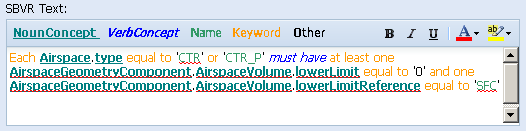 SBVR Text:
NounConcept VerbConcept Name Keyword Other B I U A ab
Each Airspace.type equal to 'CTR' or 'CTR_P' must have at least one
AirspaceGeometryComponent.AirspaceVolume.lowerLimit equal to '0' and one
AirspaceGeometryComponent.AirspaceVolume.lowerLimitReference equal to 'SFC'